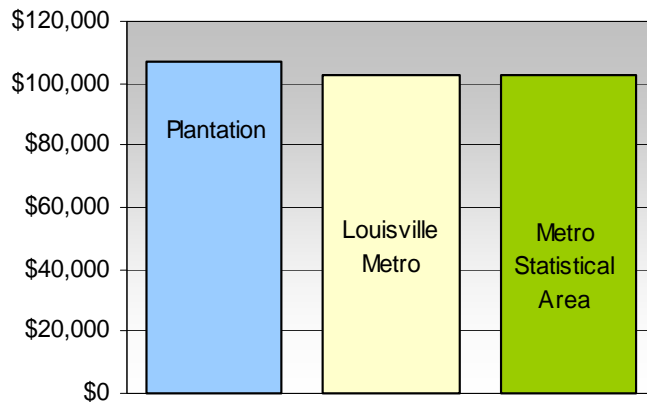 $120,000
$100,000
$80,000
$60,000
$40,000
$20,000
$0
Plantation
Louisville
Metro
Metro
Statistical
Area